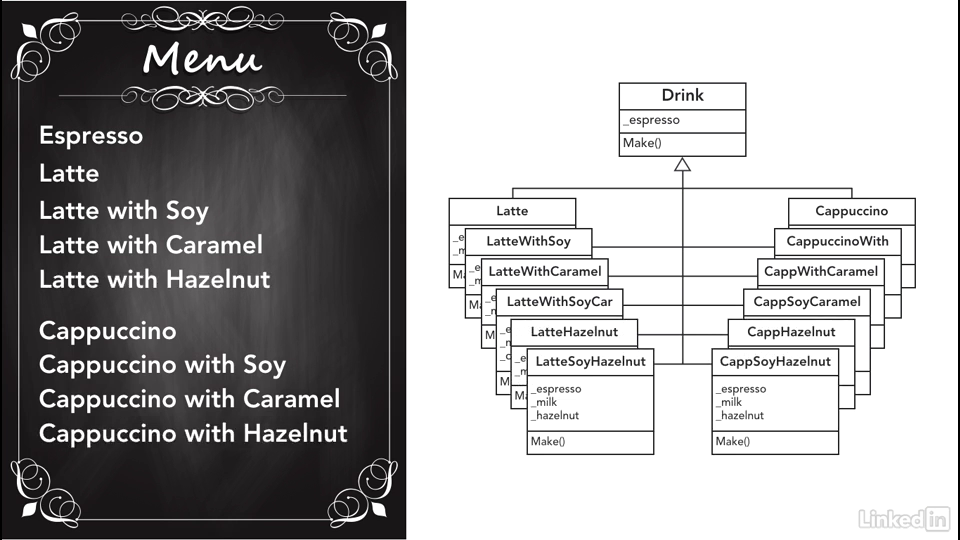 Menu
Espresso
Latte
Latte with Soy
Latte with Caramel
Latte with Hazelnut
Cappuccino
Cappuccino with Soy
Cappuccino with Caramel
Cappuccino with Hazelnut
Drink
_espresso
Make()
Latte
LatteWithSoy
LatteWithCaramel
LatteWithSoyCar
LatteHazelnut
LatteSoyHazelnut
_espresso
_milk
_hazelnut
Make()
Cappuccino
CappuccinoWith
CappWithCaramel
CappSoyCaramel
CappHazelnut
CappSoyHazelnut
_espresso
_milk
_hazelnut
Make()
Linked in